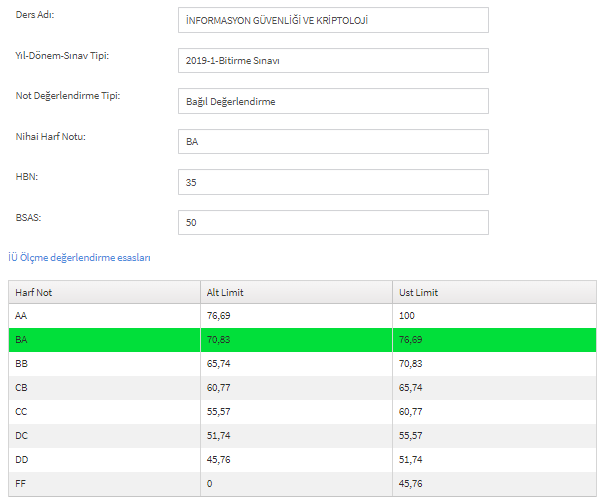 Ders Adı: İNFORMASYON GÜVENLİĞİ VE KRİPTOLOJİ
Yıl-Dönem-Sınav Tipi: 2019-1-Bitirme Sınavı
Not Değerlendirme Tipi: Bağıl Değerlendirme
Nihai Harf Notu: BA
HBN: 35
BSAS: 50
İÜ Ölçme değerlendirme esasları
Harf Not Alt Limit Ust Limit
AA 76,69 100
BA 70,83 76,69
BB 65,74 70,83
CB 60,77 65,74
CC 55,57 60,77
DC 51,74 55,57
DD 45,76 51,74
FF 0 45,76